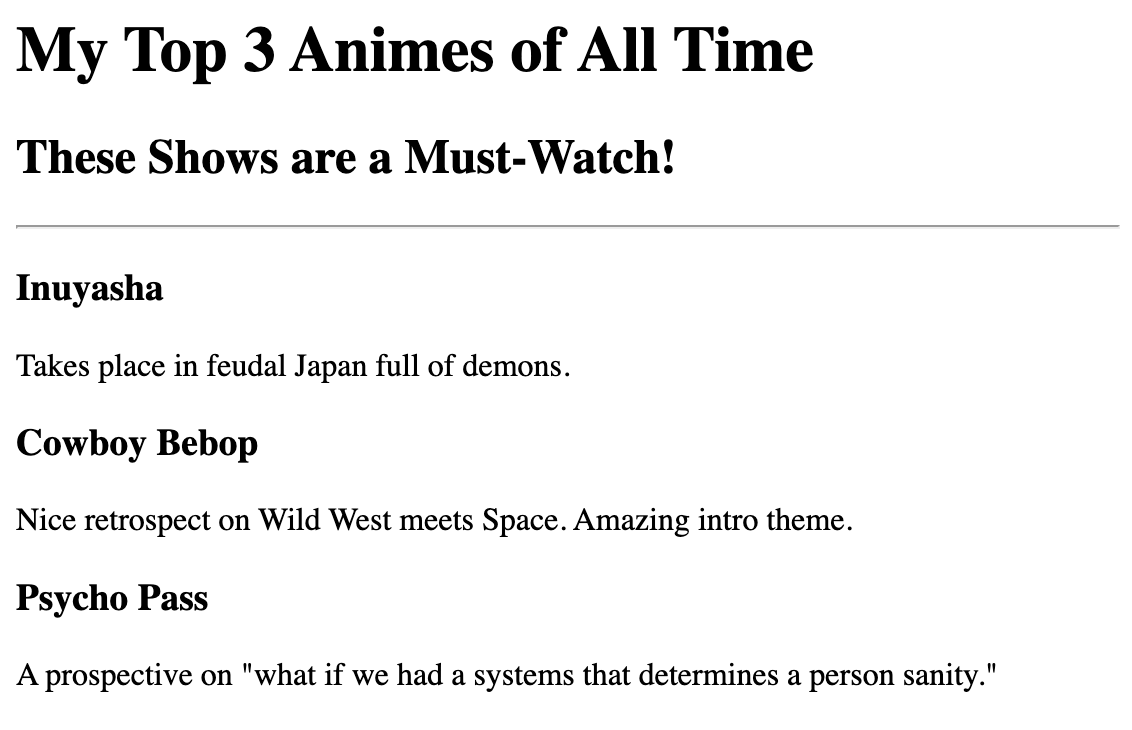 My Top 3 Animes of All Time
These Shows are a Must-Watch!
Inuyasha
Takes place in feudal Japan full of demons.
Cowboy Bebop
Nice retrospect on Wild West meets Space. Amazing intro theme.
Psycho Pass
A prospective on "what if we had a systems that determines a person sanity."